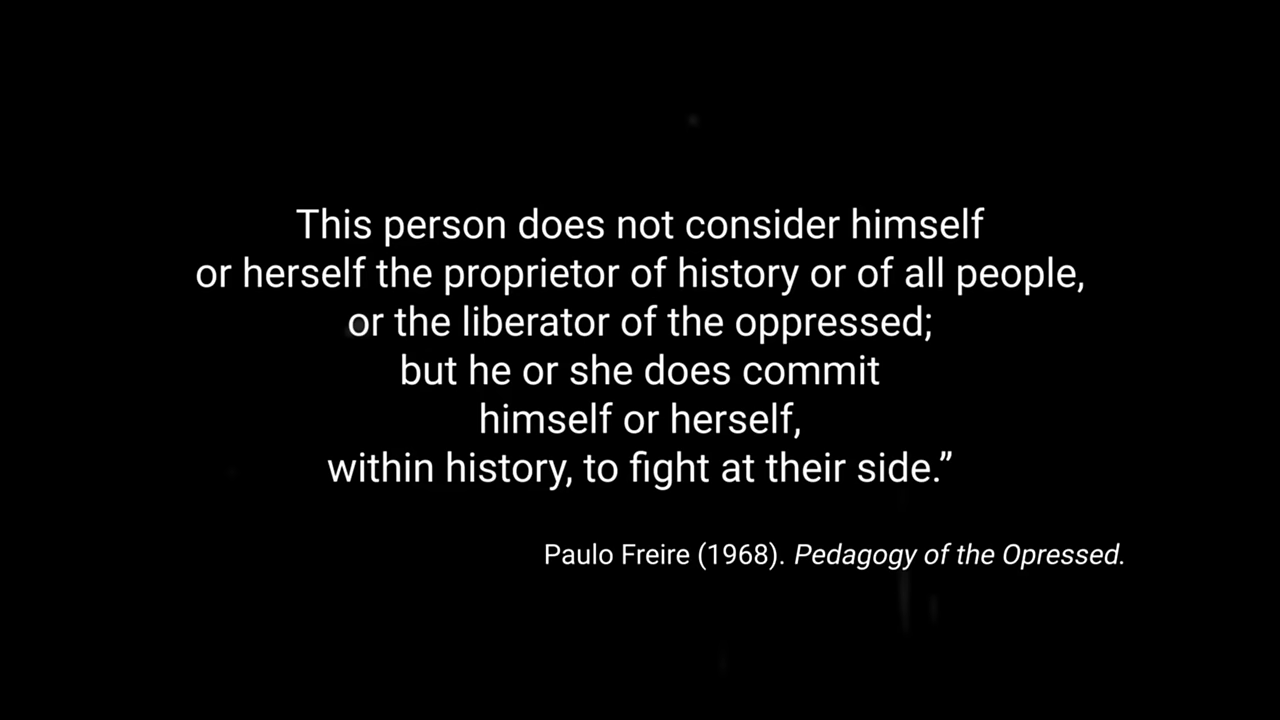 This person does not consider himself
or herself the proprietor of history or of all people,
or the liberator of the oppressed;
but he or she does commit
himself or herself,
within history, to fight at their side.”
Paulo Freire (1968). Pedagogy of the Opressed.